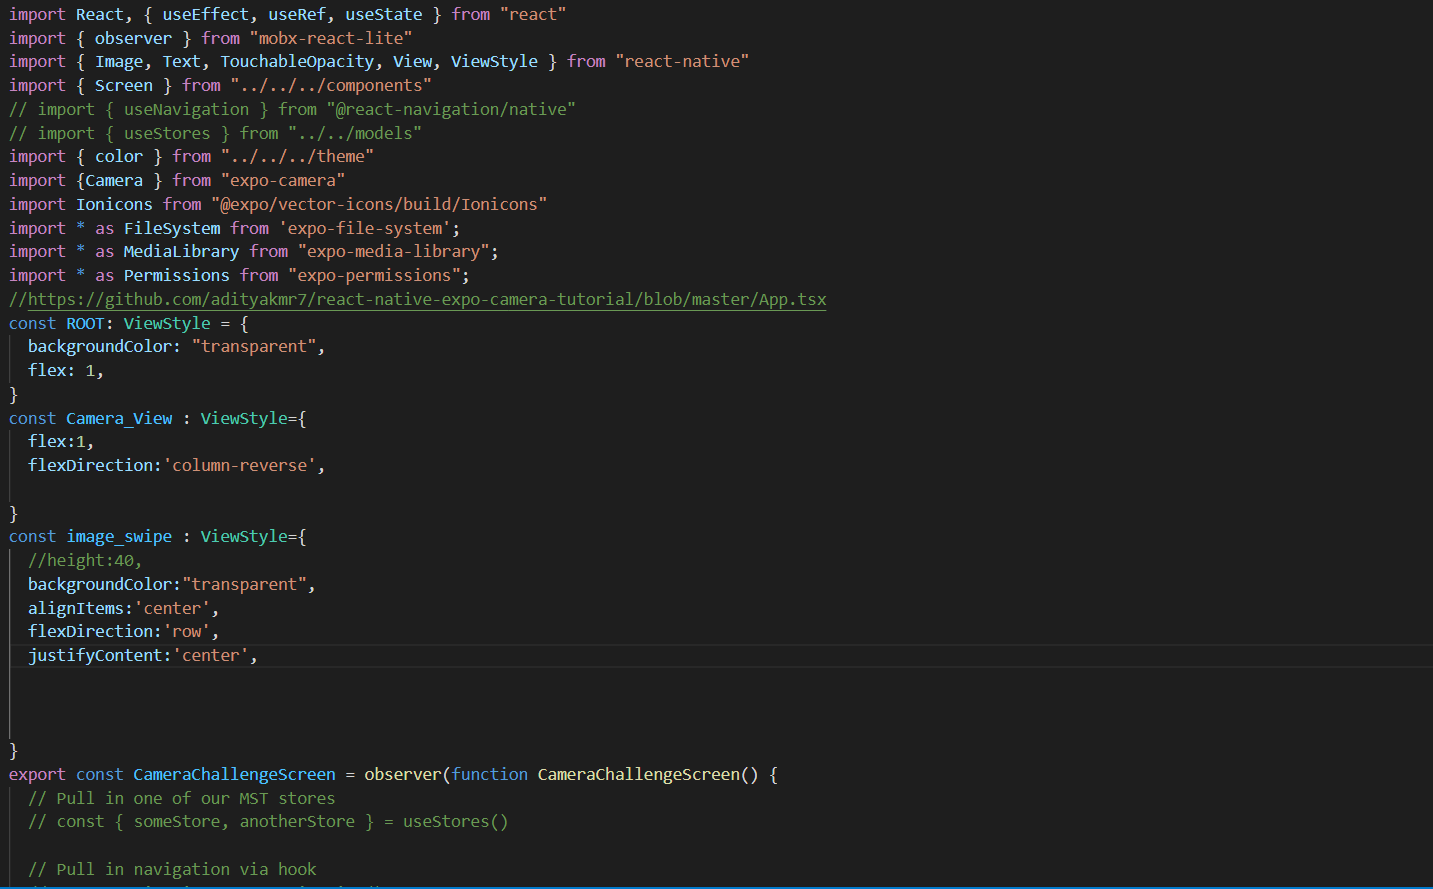 import React, { useEffect, useRef, useState } from "react"
import { observer } from "mobx-react-lite"
import { Image, Text, TouchableOpacity, View, ViewStyle } from "react-native"
import { Screen } from "../../../components"
// import { useNavigation } from "@react-navigation/native"
// import { useStores } from "../../models"
import { color } from "../../../theme"
import {Camera } from "expo-camera"
import Ionicons from "@expo/vector-icons/build/Ionicons"
import * as FileSystem from 'expo-file-system';
import * as MediaLibrary from "expo-media-library";
import * as Permissions from "expo-permissions";
//https://github.com/adityakmr7/react-native-expo-camera-tutorial/blob/master/App.tsx
const ROOT: ViewStyle = {
  backgroundColor: "transparent",
  flex: 1,
}
const Camera_View : ViewStyle={
  flex:1,
  flexDirection:'column-reverse',
}
const image_swipe : ViewStyle={
  //height:40,
  backgroundColor:"transparent",
  alignItems:'center',
  flexDirection:'row',
  justifyContent:'center',
}
export const CameraChallengeScreen = observer(function CameraChallengeScreen() {
  // Pull in one of our MST stores
  // const { someStore, anotherStore } = useStores()
  // Pull in navigation via hook